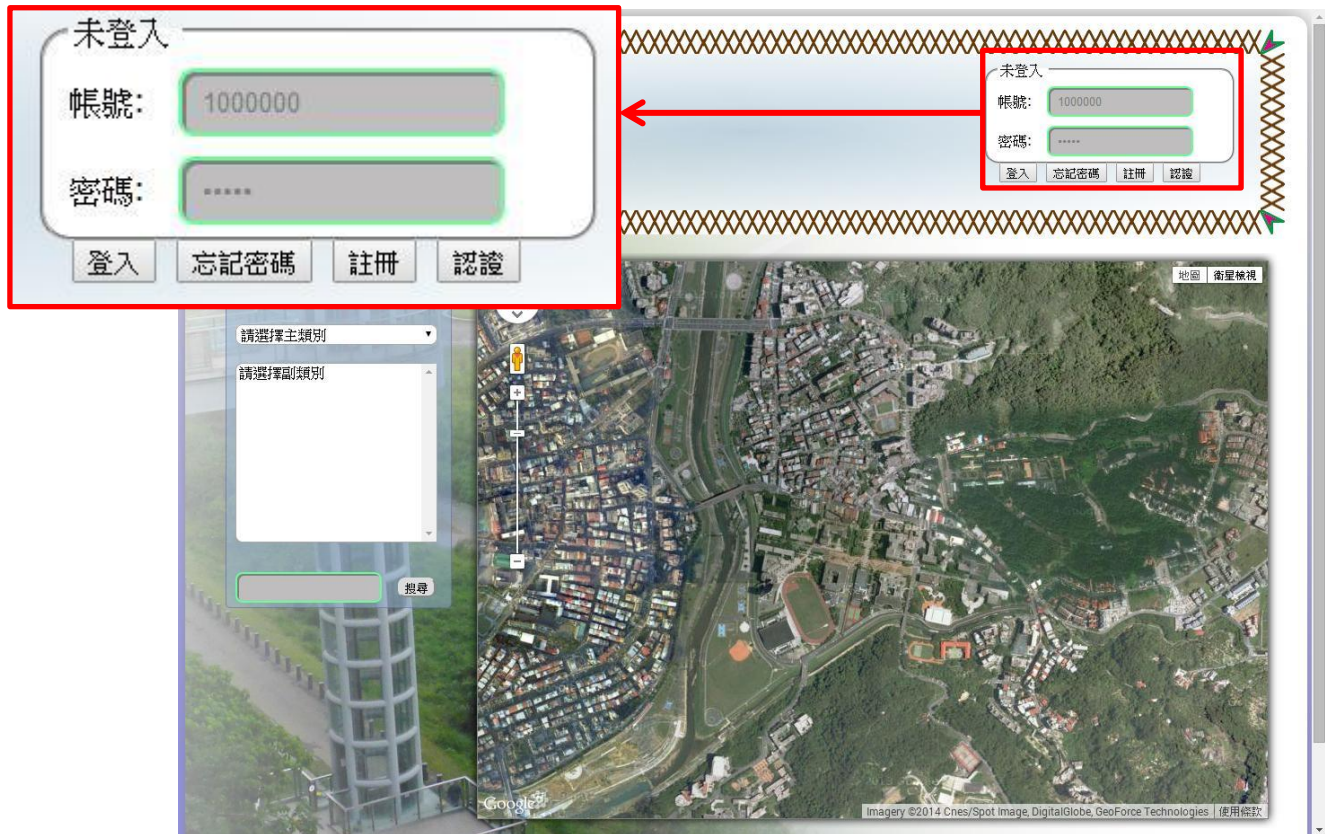 未登入
帳號: 1000000
密碼: •••••
登入 忘記密碼 註冊 認證
未登入
帳號: 1000000
密碼: •••••
登入 忘記密碼 註冊 認證
地圖 衛星檢視
請選擇主類別
請選擇副類別
搜尋
Google
Imagery ©2014 Cnes/Spot Image, DigitalGlobe, GeoForce Technologies 使用條款